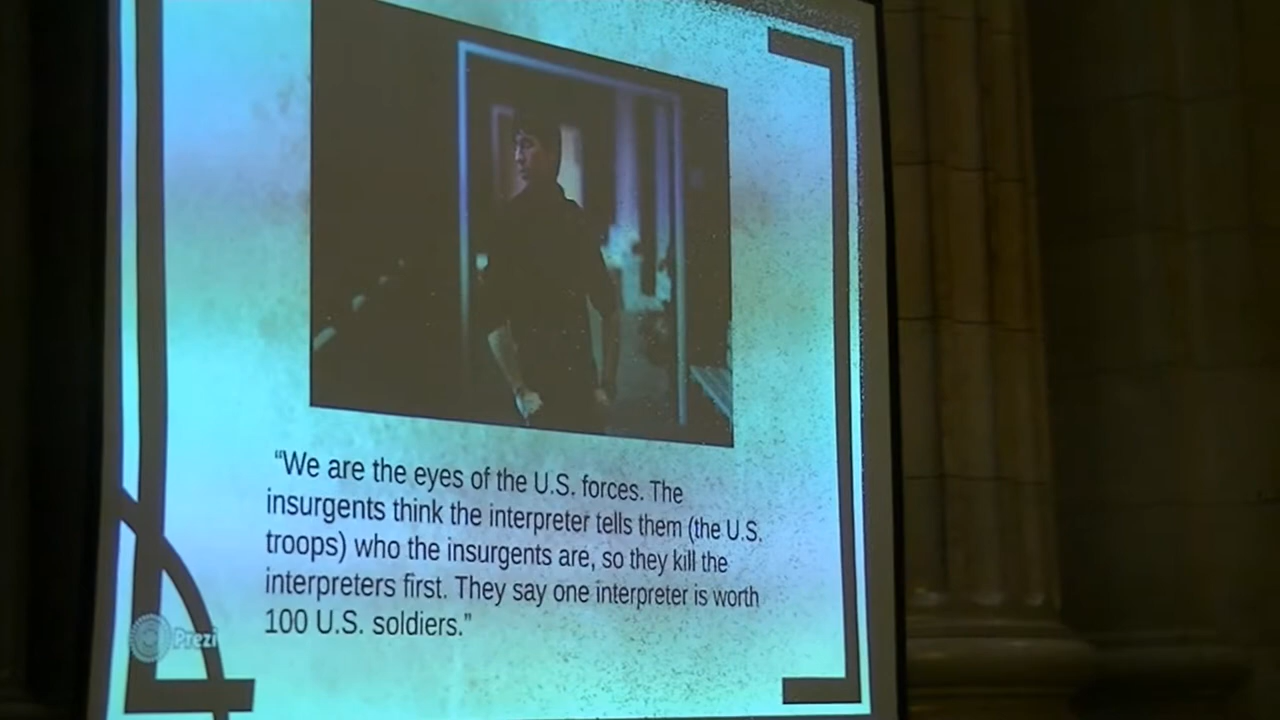 “We are the eyes of the U.S. forces. The
insurgents think the interpreter tells them (the U.S.
troops) who the insurgents are, so they kill the
interpreters first. They say one interpreter is worth
100 U.S. soldiers.”
Prezi